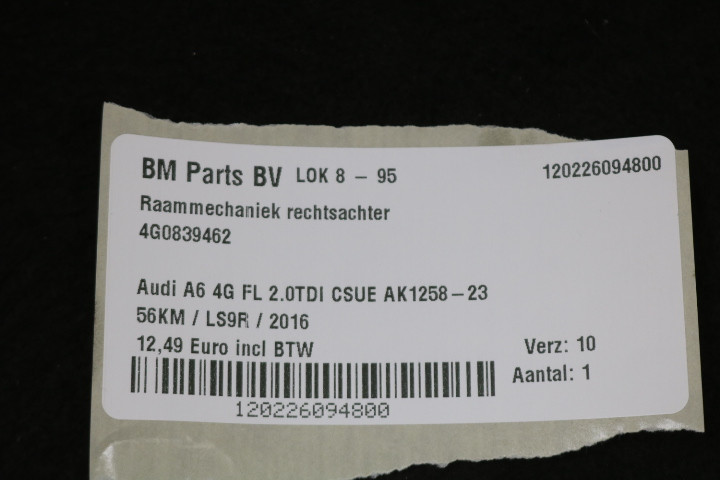 BM Parts BV LOK 8 - 95 120226094800
Raammechaniek rechtsachter
4G0839462
Audi A6 4G FL 2.0TDI CSUE AK1258-23
56KM / LS9R / 2016
12,49 Euro incl BTW Verz: 10
Aantal: 1
120226094800